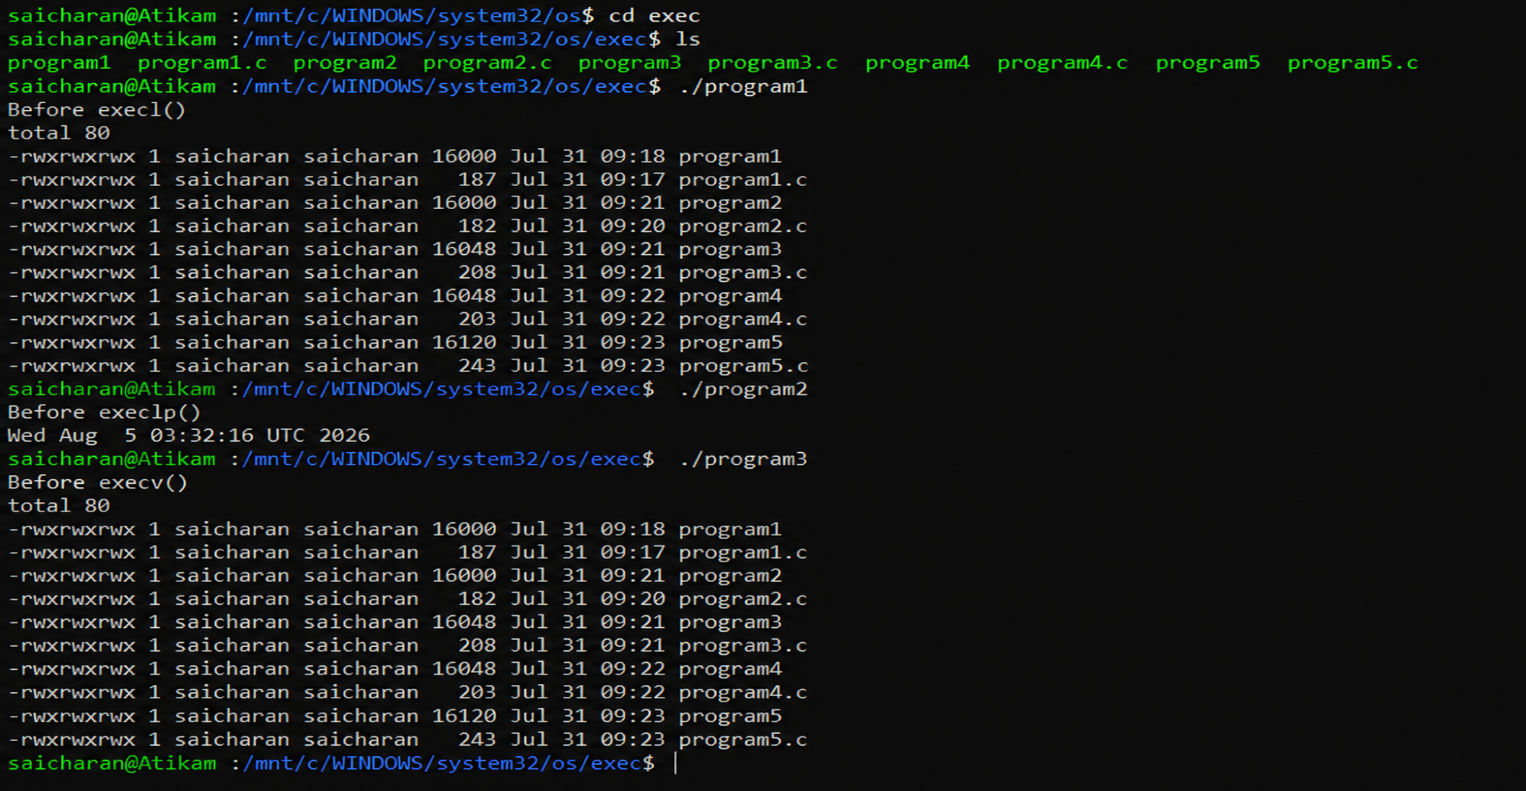 saicharan@Atikam :/mnt/c/WINDOWS/system32/os$ cd exec
saicharan@Atikam :/mnt/c/WINDOWS/system32/os/exec$ ls
program1  program1.c  program2  program2.c  program3  program3.c  program4  program4.c  program5  program5.c
saicharan@Atikam :/mnt/c/WINDOWS/system32/os/exec$ ./program1
Before execl()
total 80
-rwxrwxrwx 1 saicharan saicharan 16000 Jul 31 09:18 program1
-rwxrwxrwx 1 saicharan saicharan   187 Jul 31 09:17 program1.c
-rwxrwxrwx 1 saicharan saicharan 16000 Jul 31 09:21 program2
-rwxrwxrwx 1 saicharan saicharan   182 Jul 31 09:20 program2.c
-rwxrwxrwx 1 saicharan saicharan 16048 Jul 31 09:21 program3
-rwxrwxrwx 1 saicharan saicharan   208 Jul 31 09:21 program3.c
-rwxrwxrwx 1 saicharan saicharan 16048 Jul 31 09:22 program4
-rwxrwxrwx 1 saicharan saicharan   203 Jul 31 09:22 program4.c
-rwxrwxrwx 1 saicharan saicharan 16120 Jul 31 09:23 program5
-rwxrwxrwx 1 saicharan saicharan   243 Jul 31 09:23 program5.c
saicharan@Atikam :/mnt/c/WINDOWS/system32/os/exec$  ./program2
Before execlp()
Wed Aug  5 03:32:16 UTC 2026
saicharan@Atikam :/mnt/c/WINDOWS/system32/os/exec$  ./program3
Before execv()
total 80
-rwxrwxrwx 1 saicharan saicharan 16000 Jul 31 09:18 program1
-rwxrwxrwx 1 saicharan saicharan   187 Jul 31 09:17 program1.c
-rwxrwxrwx 1 saicharan saicharan 16000 Jul 31 09:21 program2
-rwxrwxrwx 1 saicharan saicharan   182 Jul 31 09:20 program2.c
-rwxrwxrwx 1 saicharan saicharan 16048 Jul 31 09:21 program3
-rwxrwxrwx 1 saicharan saicharan   208 Jul 31 09:21 program3.c
-rwxrwxrwx 1 saicharan saicharan 16048 Jul 31 09:22 program4
-rwxrwxrwx 1 saicharan saicharan   203 Jul 31 09:22 program4.c
-rwxrwxrwx 1 saicharan saicharan 16120 Jul 31 09:23 program5
-rwxrwxrwx 1 saicharan saicharan   243 Jul 31 09:23 program5.c
saicharan@Atikam :/mnt/c/WINDOWS/system32/os/exec$